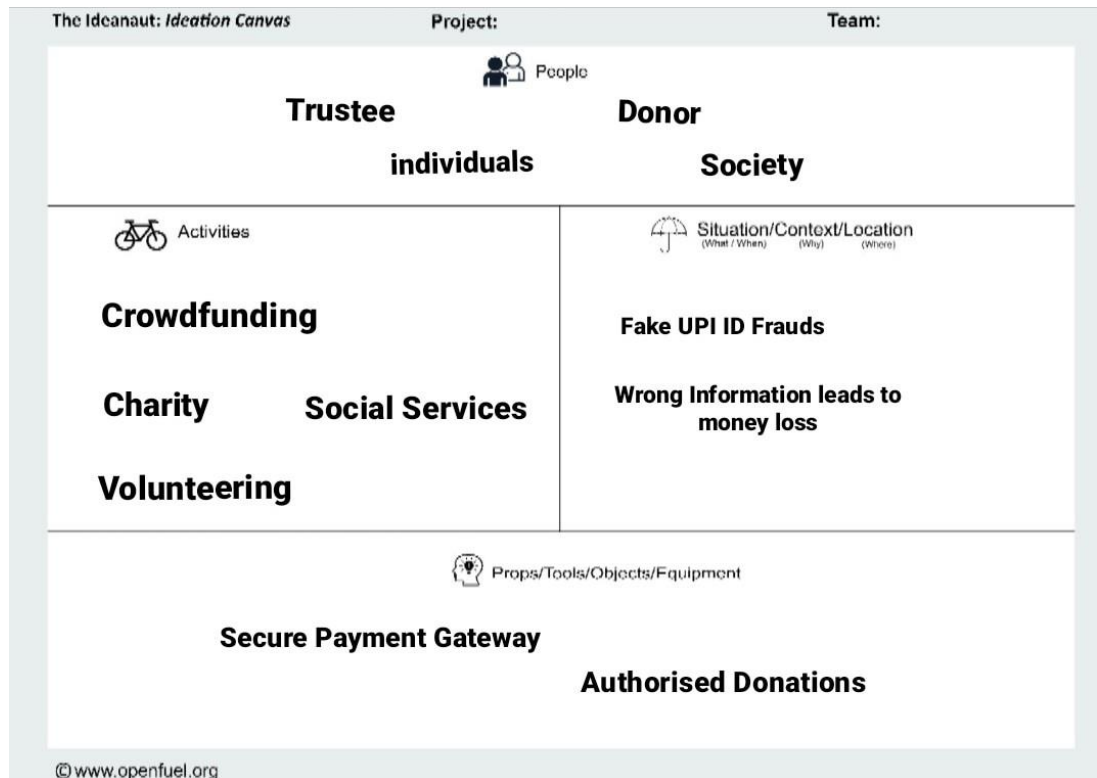 The Ideanaut: Ideation Canvas Project: Team:
People
Trustee Donor
individuals Society
Activities
Crowdfunding
Charity Social Services
Volunteering
Situation/Context/Location
(What / When) (Why) (Where)
Fake UPI ID Frauds
Wrong Information leads to
money loss
Props/Tools/Objects/Equipment
Secure Payment Gateway
Authorised Donations
©www.openfuel.org